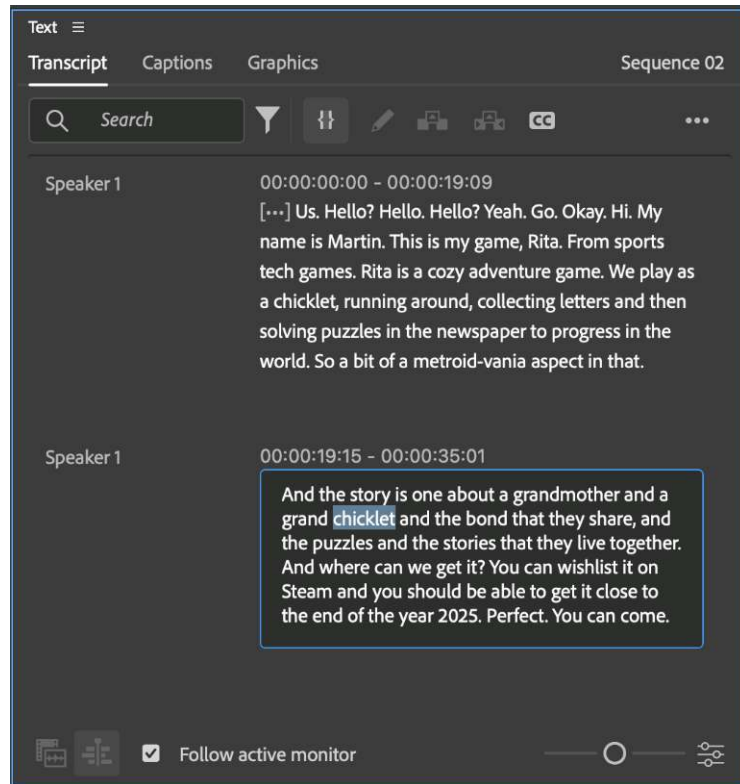 Text
Transcript Captions Graphics Sequence 02
Search CC
Speaker 1 00:00:00:00 - 00:00:19:09
[•••] Us. Hello? Hello. Hello? Yeah. Go. Okay. Hi. My
name is Martin. This is my game, Rita. From sports
tech games. Rita is a cozy adventure game. We play as
a chicklet, running around, collecting letters and then
solving puzzles in the newspaper to progress in the
world. So a bit of a metroid-vania aspect in that.
Speaker 1 00:00:19:15 - 00:00:35:01
And the story is one about a grandmother and a
grand chicklet and the bond that they share, and
the puzzles and the stories that they live together.
And where can we get it? You can wishlist it on
Steam and you should be able to get it close to
the end of the year 2025. Perfect. You can come.
Follow active monitor